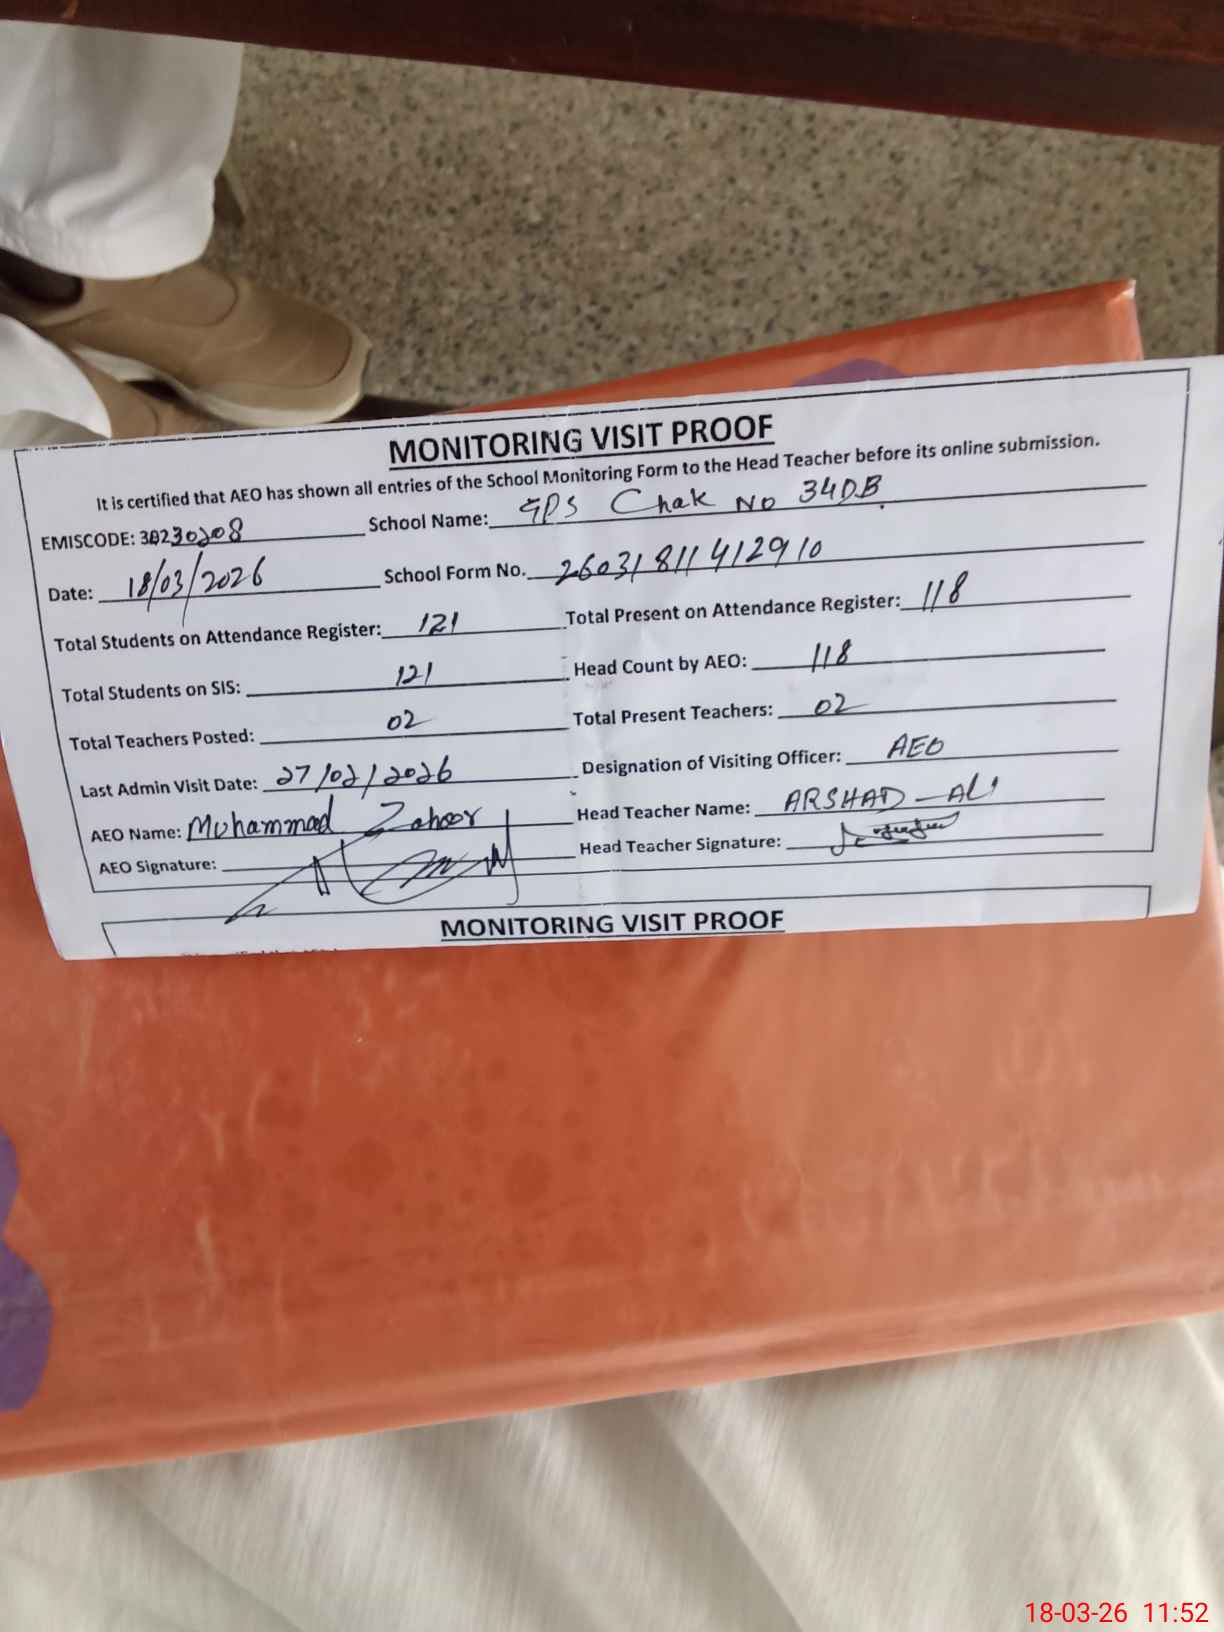 MONITORING VISIT PROOF
It is certified that AEO has shown all entries of the School Monitoring Form to the Head Teacher before its online submission.
EMISCODE: 38230208 School Name: GPS Chak No 34DB.
Date: 18/03/2026 School Form No. 26031811412910
Total Students on Attendance Register: 121 Total Present on Attendance Register: 118
Total Students on SIS: 121 Head Count by AEO: 118
Total Teachers Posted: 02 Total Present Teachers: 02
Last Admin Visit Date: 27/02/2026 Designation of Visiting Officer: AEO
AEO Name: Muhammad Zahoor Head Teacher Name: ARSHAD-ALI
AEO Signature: Head Teacher Signature:
MONITORING VISIT PROOF
18-03-26 11:52